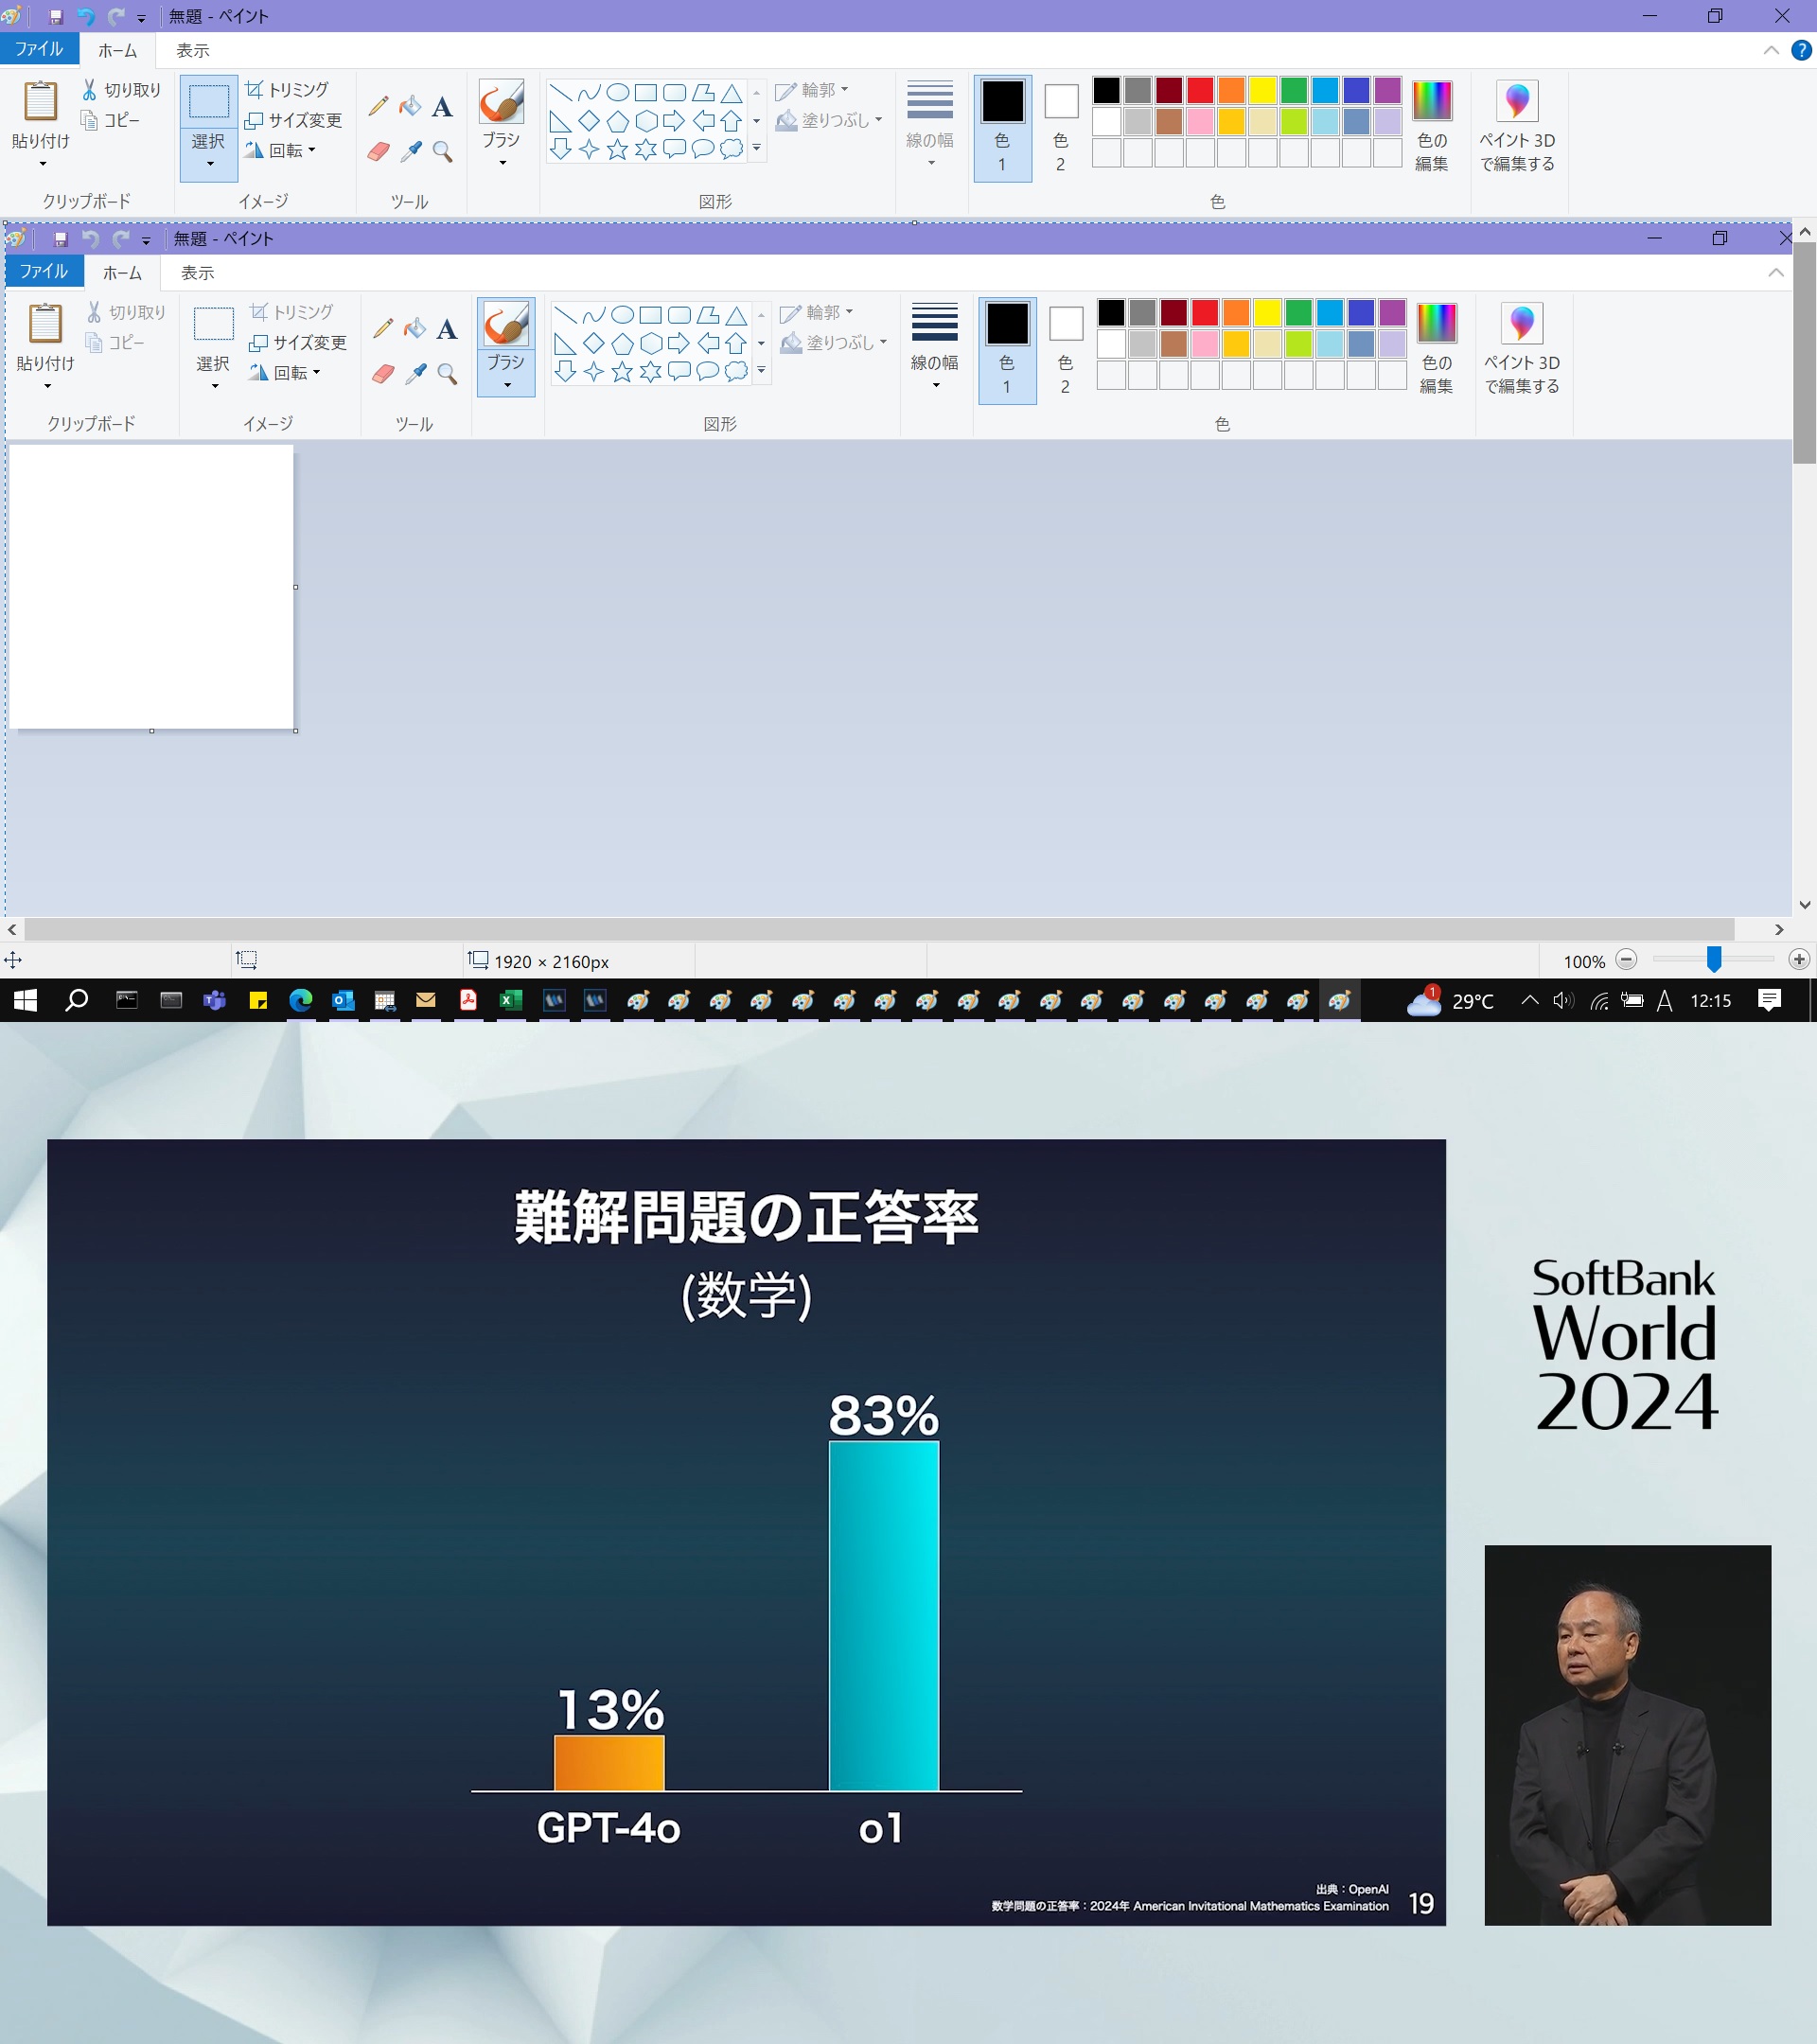 無題 - ペイント
ファイル ホーム 表示
貼り付け 切り取り コピー
選択 トリミング サイズ変更 回転
A
ブラシ
輪郭 塗りつぶし
線の幅
色 1
色 2
色の 編集
ペイント 3D で編集する
クリップボード イメージ ツール 図形 色
無題 - ペイント
ファイル ホーム 表示
貼り付け 切り取り コピー
選択 トリミング サイズ変更 回転
A
ブラシ
輪郭 塗りつぶし
線の幅
色 1
色 2
色の 編集
ペイント 3D で編集する
クリップボード イメージ ツール 図形 色
1920 × 2160px
100%
1 29°C A 12:15
難解問題の正答率
(数学)
83%
13%
GPT-4o o1
出典：OpenAI
数学問題の正答率：2024年 American Invitational Mathematics Examination
19
SoftBank
World
2024